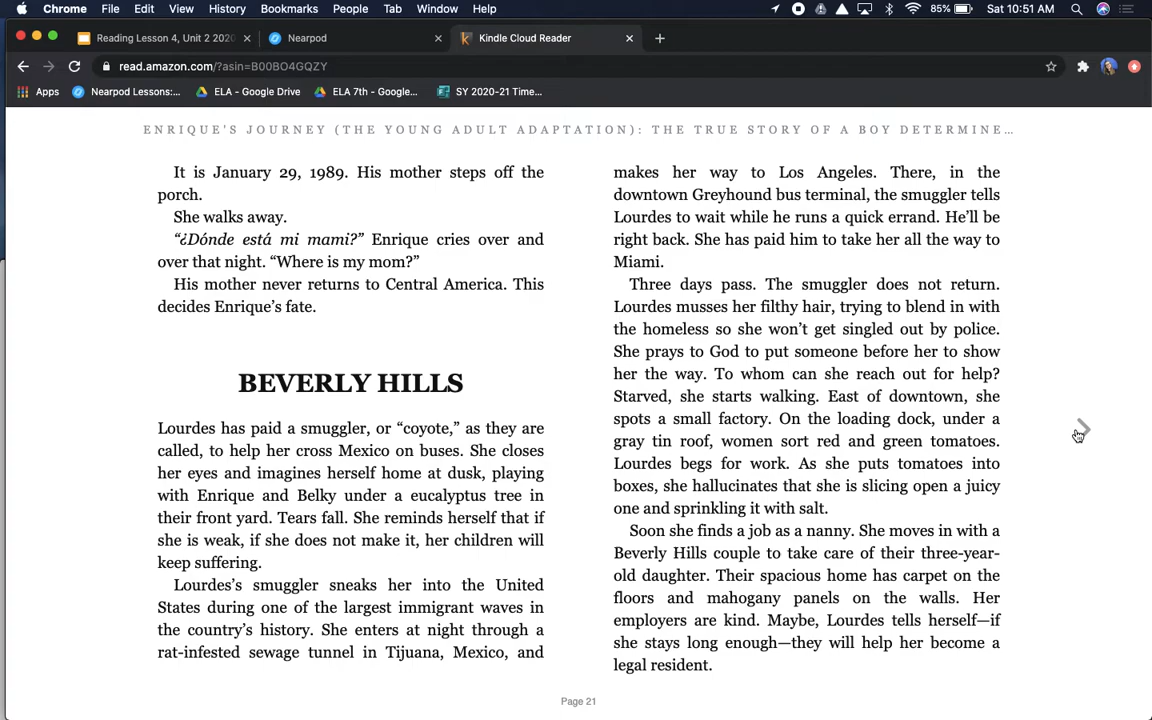 Chrome File Edit View History Bookmarks People Tab Window Help 85% Sat 10:51 AM
Reading Lesson 4, Unit 2 2020 Nearpod Kindle Cloud Reader
read.amazon.com/?asin=B00BO4GQZY
Apps Nearpod Lessons:... ELA - Google Drive ELA 7th - Google... SY 2020-21 Time...
ENRIQUE'S JOURNEY (THE YOUNG ADULT ADAPTATION): THE TRUE STORY OF A BOY DETERMINE...
It is January 29, 1989. His mother steps off the
porch.
She walks away.
“¿Dónde está mi mami?” Enrique cries over and
over that night. “Where is my mom?”
His mother never returns to Central America. This
decides Enrique’s fate.
BEVERLY HILLS
Lourdes has paid a smuggler, or “coyote,” as they are
called, to help her cross Mexico on buses. She closes
her eyes and imagines herself home at dusk, playing
with Enrique and Belky under a eucalyptus tree in
their front yard. Tears fall. She reminds herself that if
she is weak, if she does not make it, her children will
keep suffering.
Lourdes’s smuggler sneaks her into the United
States during one of the largest immigrant waves in
the country’s history. She enters at night through a
rat-infested sewage tunnel in Tijuana, Mexico, and
makes her way to Los Angeles. There, in the
downtown Greyhound bus terminal, the smuggler tells
Lourdes to wait while he runs a quick errand. He’ll be
right back. She has paid him to take her all the way to
Miami.
Three days pass. The smuggler does not return.
Lourdes musses her filthy hair, trying to blend in with
the homeless so she won’t get singled out by police.
She prays to God to put someone before her to show
her the way. To whom can she reach out for help?
Starved, she starts walking. East of downtown, she
spots a small factory. On the loading dock, under a
gray tin roof, women sort red and green tomatoes.
Lourdes begs for work. As she puts tomatoes into
boxes, she hallucinates that she is slicing open a juicy
one and sprinkling it with salt.
Soon she finds a job as a nanny. She moves in with a
Beverly Hills couple to take care of their three-year-
old daughter. Their spacious home has carpet on the
floors and mahogany panels on the walls. Her
employers are kind. Maybe, Lourdes tells herself—if
she stays long enough—they will help her become a
legal resident.
Page 21